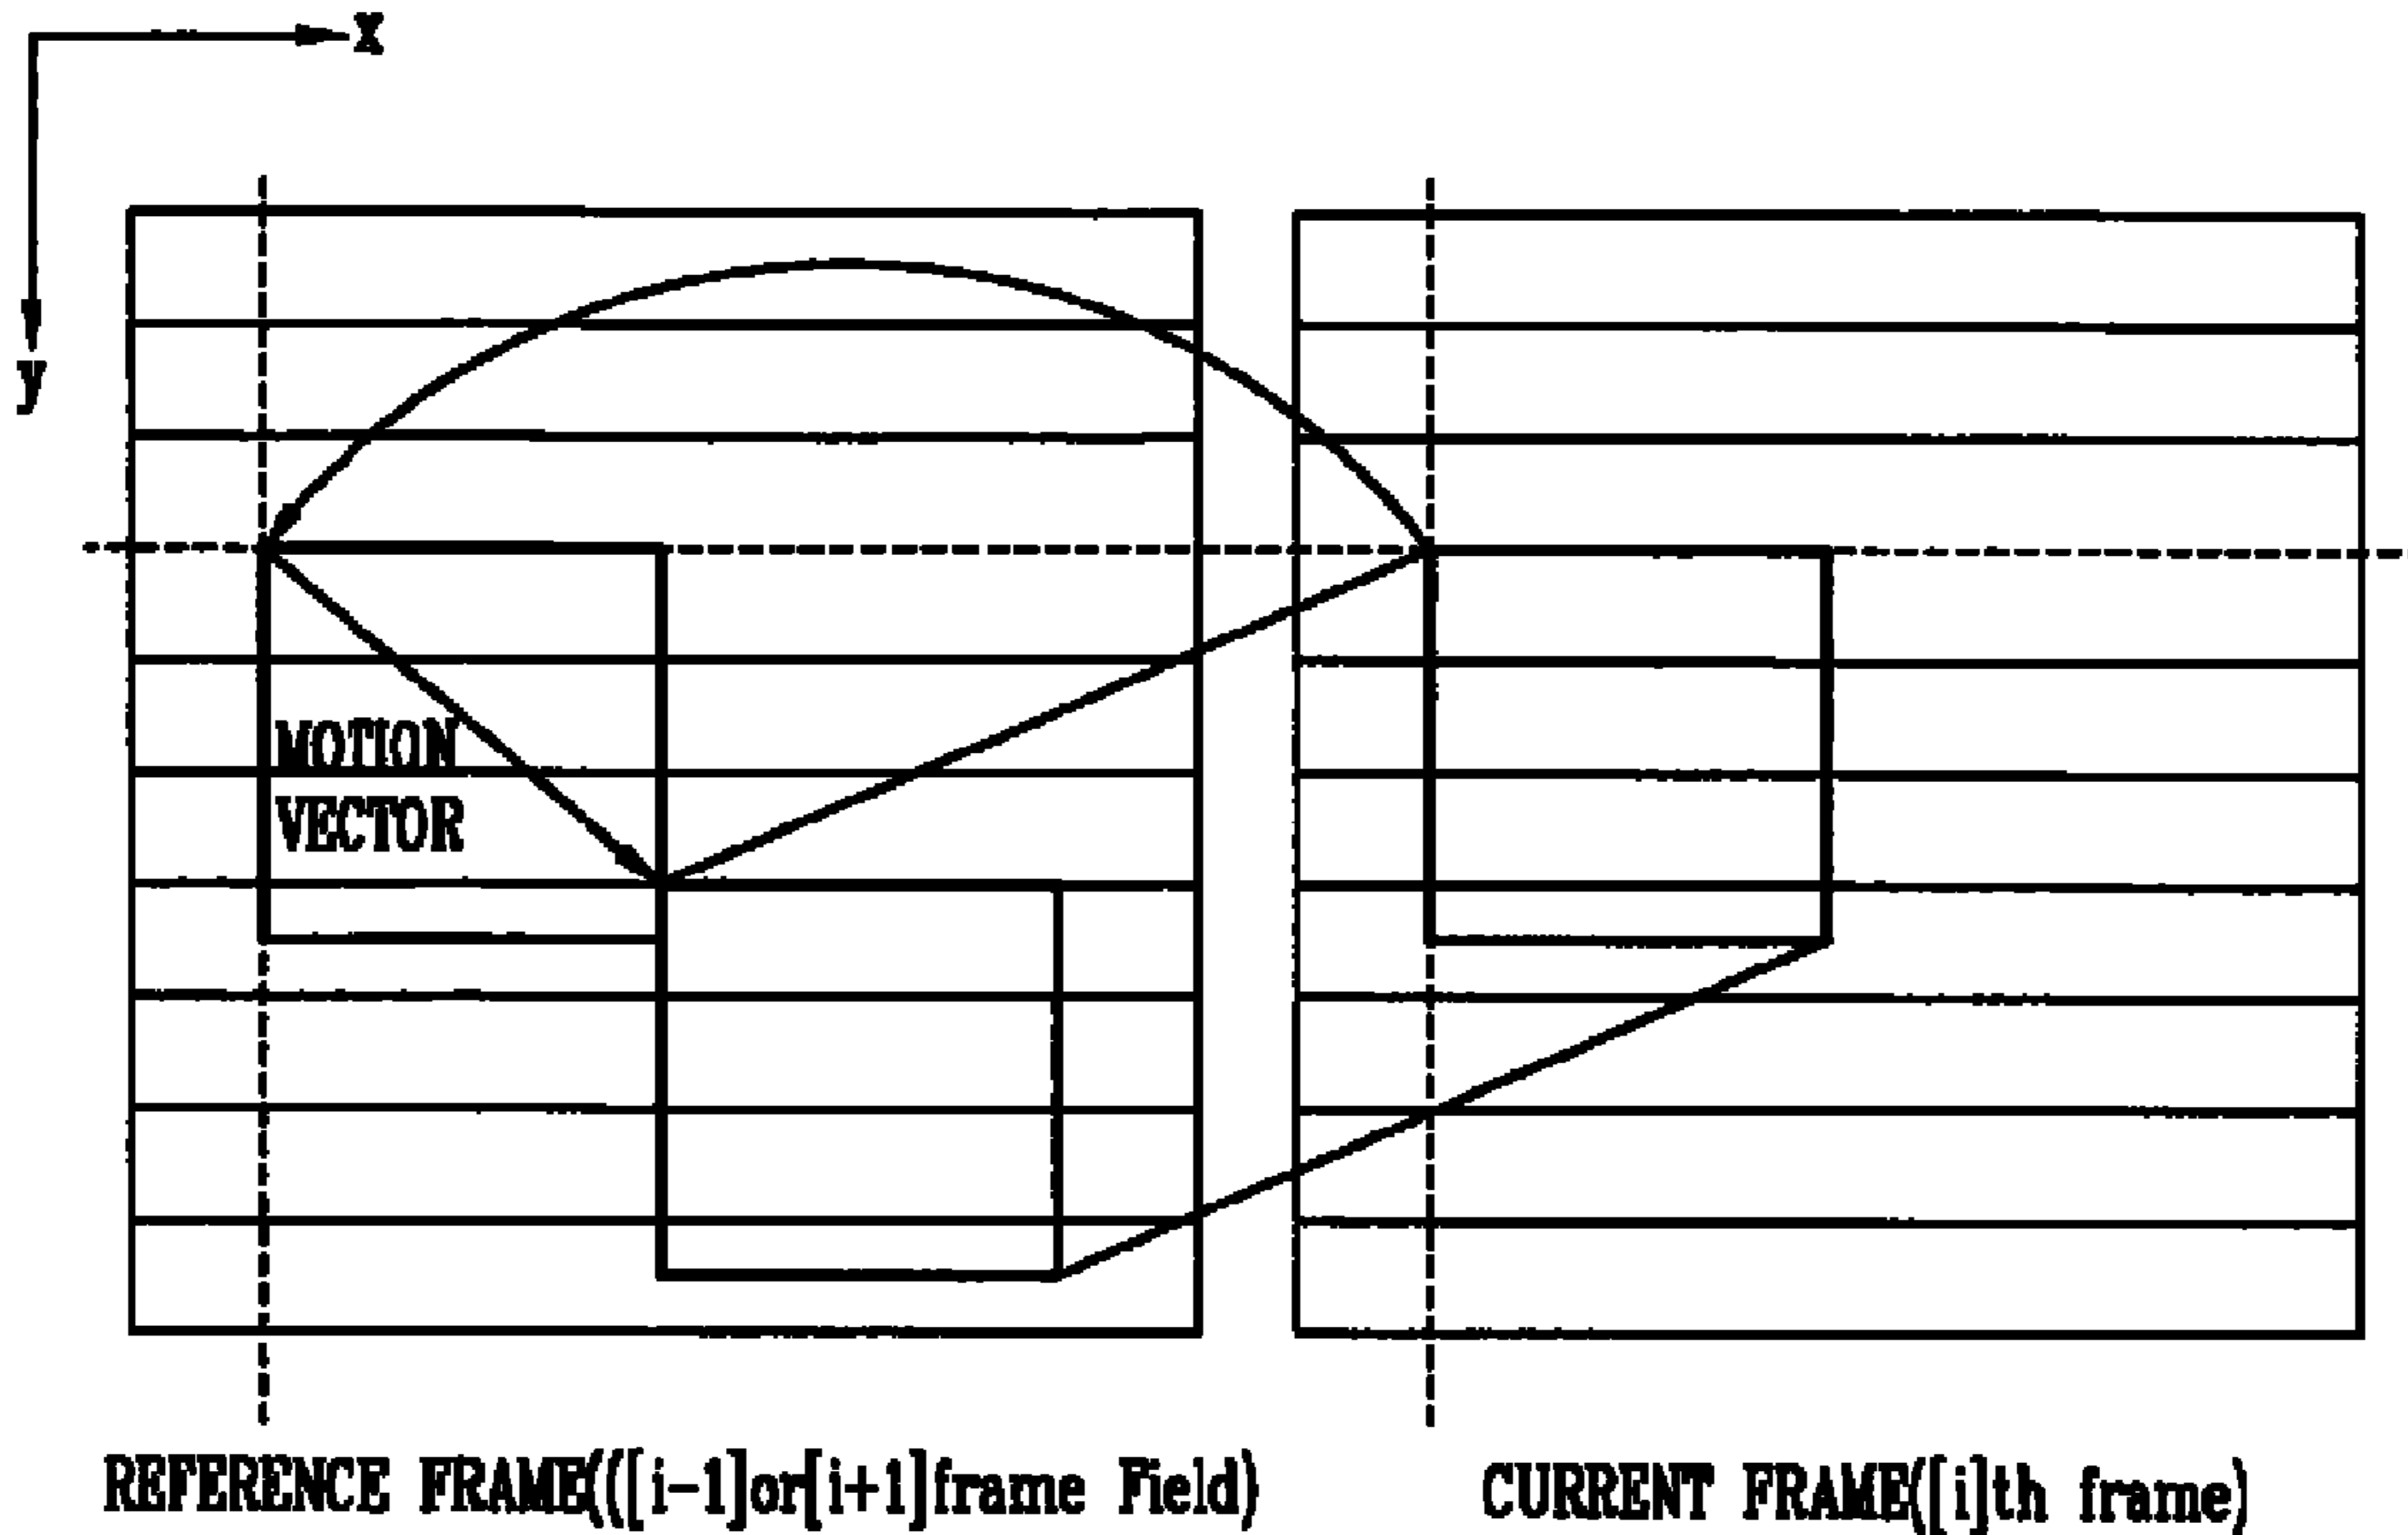 X
y
MOTION
VECTOR
REFERENCE FRAME(([i-1]or[i+1]frame Field)
CURRENT FRAME([i]th frame)